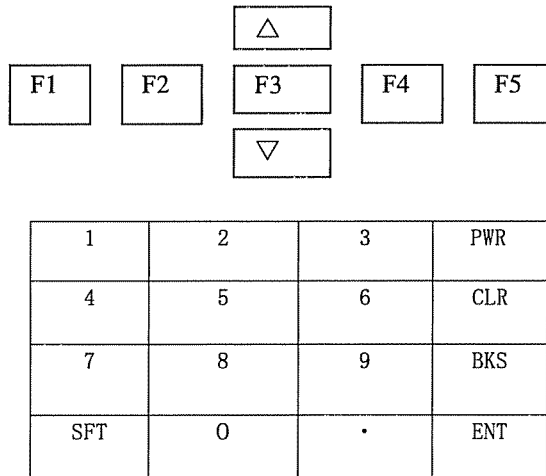 △
F1 F2 F3 F4 F5
▽
1 2 3 PWR
4 5 6 CLR
7 8 9 BKS
SFT 0 · ENT